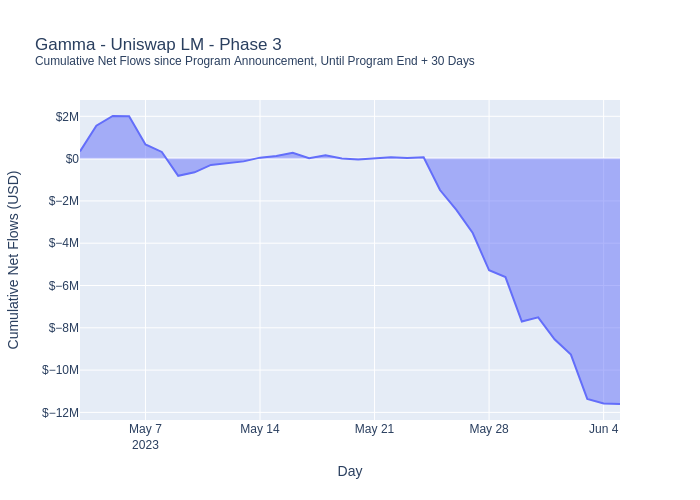 Gamma - Uniswap LM - Phase 3
Cumulative Net Flows since Program Announcement, Until Program End + 30 Days
Cumulative Net Flows (USD)
$2M
$0
$−2M
$−4M
$−6M
$−8M
$−10M
$−12M
May 7
2023
May 14
May 21
May 28
Jun 4
Day